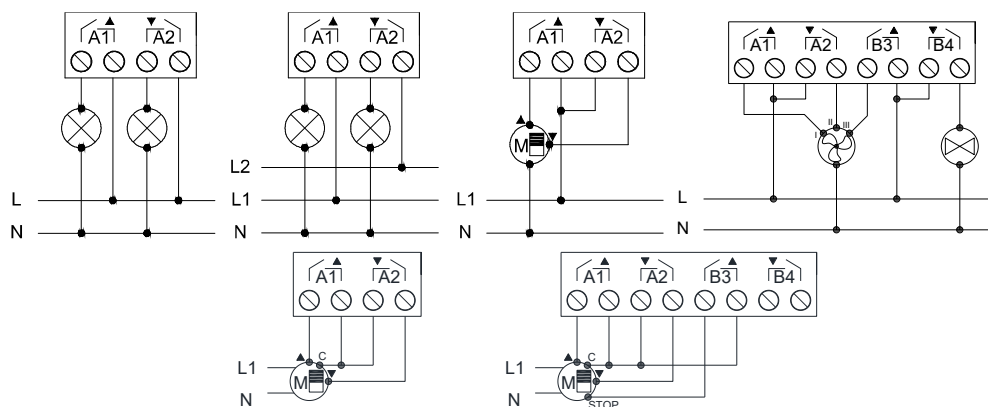 A1 A2
A1 A2
A1 A2
A1 A2 B3 B4
I II III
M
L2
L L1 L1 L
N N N N
A1 A2
A1 A2 B3 B4
L1 C M
N
L1 C M
N STOP